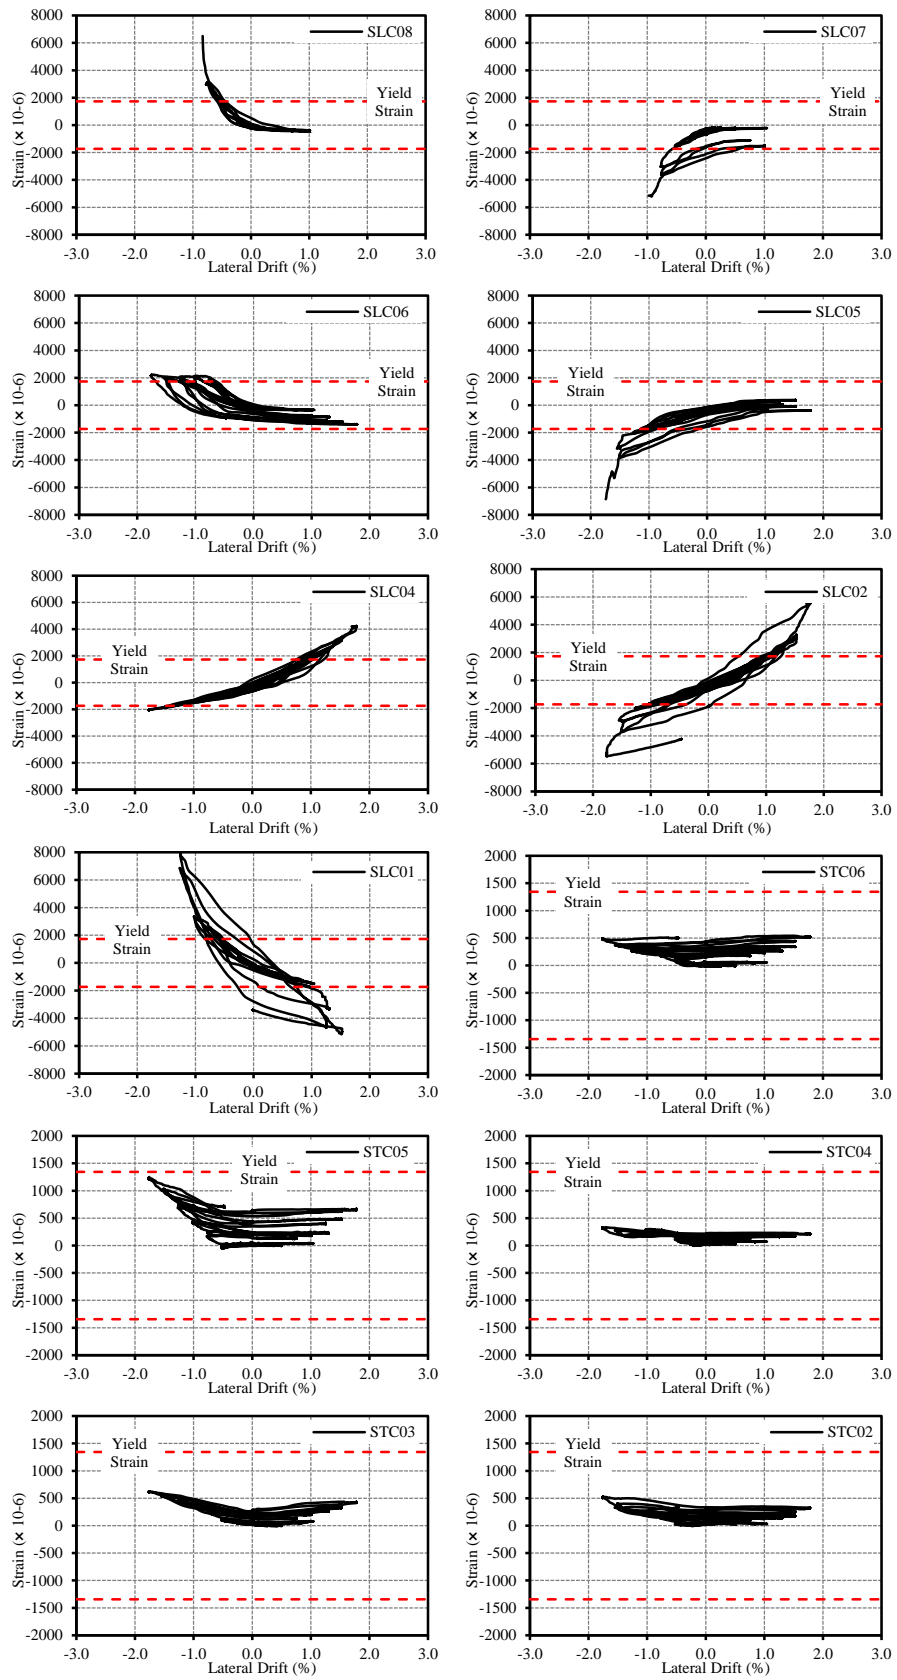 8000
6000
4000
2000
0
-2000
-4000
-6000
-8000
Strain (× 10-6)
SLC08
Yield
Strain
-3.0 -2.0 -1.0 0.0 1.0 2.0 3.0
Lateral Drift (%)
8000
6000
4000
2000
0
-2000
-4000
-6000
-8000
Strain (× 10-6)
SLC07
Yield
Strain
-3.0 -2.0 -1.0 0.0 1.0 2.0 3.0
Lateral Drift (%)
8000
6000
4000
2000
0
-2000
-4000
-6000
-8000
Strain (× 10-6)
SLC06
Yield
Strain
-3.0 -2.0 -1.0 0.0 1.0 2.0 3.0
Lateral Drift (%)
8000
6000
4000
2000
0
-2000
-4000
-6000
-8000
Strain (× 10-6)
SLC05
Yield
Strain
-3.0 -2.0 -1.0 0.0 1.0 2.0 3.0
Lateral Drift (%)
8000
6000
4000
2000
0
-2000
-4000
-6000
-8000
Strain (× 10-6)
SLC04
Yield
Strain
-3.0 -2.0 -1.0 0.0 1.0 2.0 3.0
Lateral Drift (%)
8000
6000
4000
2000
0
-2000
-4000
-6000
-8000
Strain (× 10-6)
SLC02
Yield
Strain
-3.0 -2.0 -1.0 0.0 1.0 2.0 3.0
Lateral Drift (%)
8000
6000
4000
2000
0
-2000
-4000
-6000
-8000
Strain (× 10-6)
SLC01
Yield
Strain
-3.0 -2.0 -1.0 0.0 1.0 2.0 3.0
Lateral Drift (%)
2000
1500
1000
500
0
-500
-1000
-1500
-2000
Strain (× 10-6)
STC06
Yield
Strain
-3.0 -2.0 -1.0 0.0 1.0 2.0 3.0
Lateral Drift (%)
2000
1500
1000
500
0
-500
-1000
-1500
-2000
Strain (× 10-6)
STC05
Yield
Strain
-3.0 -2.0 -1.0 0.0 1.0 2.0 3.0
Lateral Drift (%)
2000
1500
1000
500
0
-500
-1000
-1500
-2000
Strain (× 10-6)
STC04
Yield
Strain
-3.0 -2.0 -1.0 0.0 1.0 2.0 3.0
Lateral Drift (%)
2000
1500
1000
500
0
-500
-1000
-1500
-2000
Strain (× 10-6)
STC03
Yield
Strain
-3.0 -2.0 -1.0 0.0 1.0 2.0 3.0
Lateral Drift (%)
2000
1500
1000
500
0
-500
-1000
-1500
-2000
Strain (× 10-6)
STC02
Yield
Strain
-3.0 -2.0 -1.0 0.0 1.0 2.0 3.0
Lateral Drift (%)